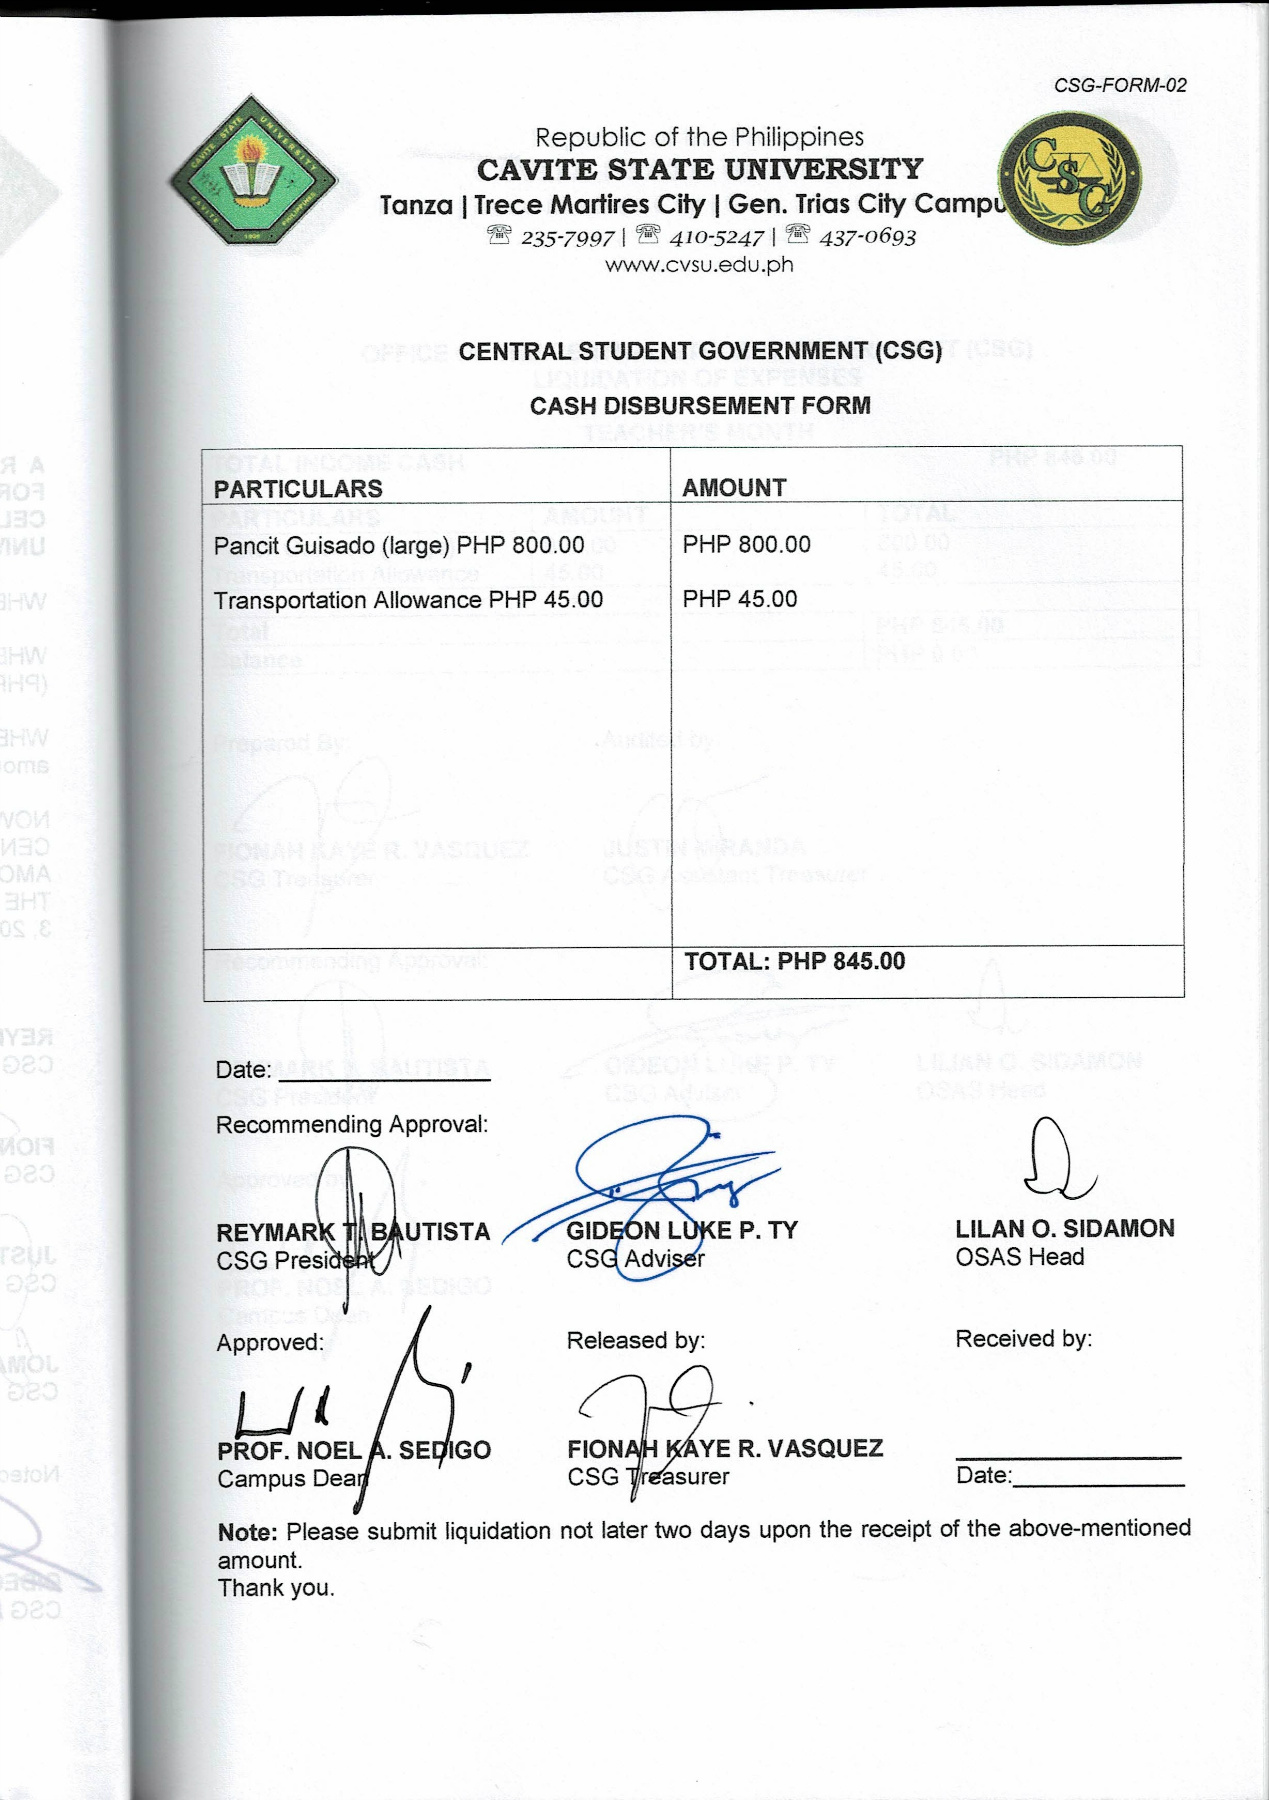 CSG-FORM-02
Republic of the Philippines
CAVITE STATE UNIVERSITY
Tanza | Trece Martires City | Gen. Trias City Campu
☏ 235-7997 | ☏ 410-5247 | ☏ 437-0693
www.cvsu.edu.ph
CENTRAL STUDENT GOVERNMENT (CSG)
CASH DISBURSEMENT FORM
PARTICULARS AMOUNT
Pancit Guisado (large) PHP 800.00 PHP 800.00
Transportation Allowance PHP 45.00 PHP 45.00
TOTAL: PHP 845.00
Date:
Recommending Approval:
REYMARK T. BAUTISTA GIDEON LUKE P. TY LILAN O. SIDAMON
CSG President CSG Adviser OSAS Head
Approved: Released by: Received by:
PROF. NOEL A. SEDIGO FIONAH KAYE R. VASQUEZ
Campus Dean CSG Treasurer Date:
Note: Please submit liquidation not later two days upon the receipt of the above-mentioned
amount.
Thank you.